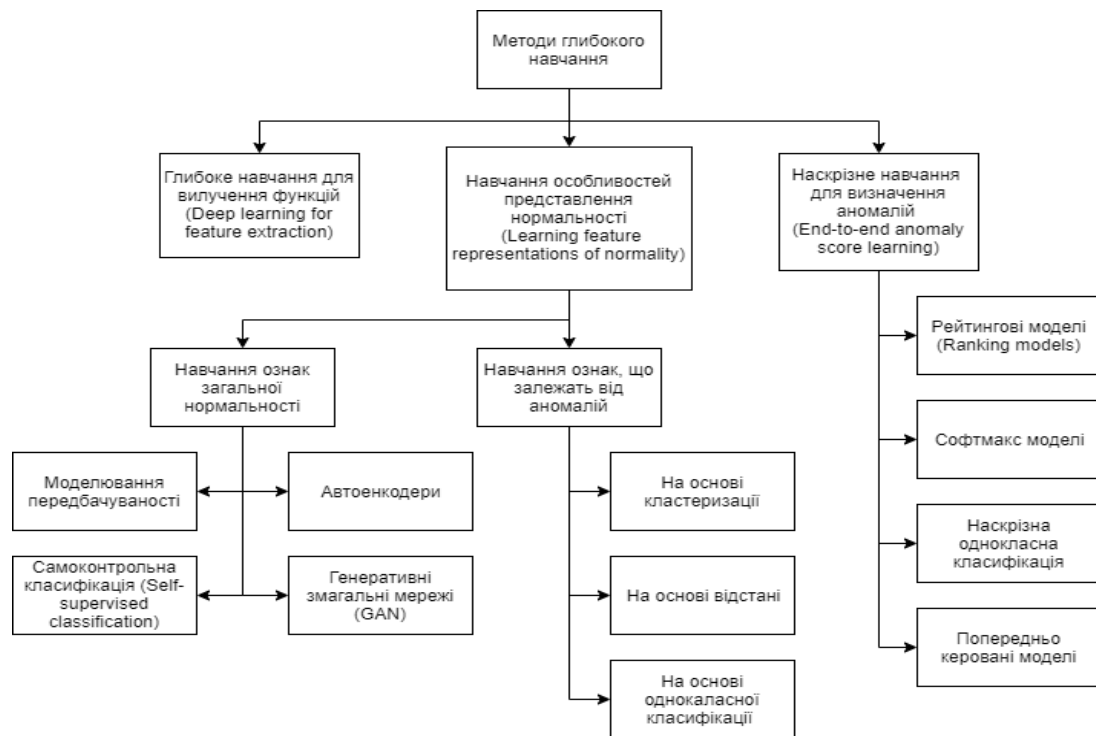 Методи глибокого
навчання
Глибоке навчання для
вилучення функцій
(Deep learning for
feature extraction)
Навчання особливостей
представлення
нормальності
(Learning feature
representations of normality)
Наскрізне навчання
для визначення
аномалій
(End-to-end anomaly
score learning)
Навчання ознак
загальної
нормальності
Навчання ознак, що
залежать від
аномалій
Моделювання
передбачуваності
Автоенкодери
Самоконтрольна
класифікація (Self-
supervised
classification)
Генеративні
змагальні мережі
(GAN)
На основі
кластеризації
На основі відстані
На основі
однокаласної
класифікації
Рейтингові моделі
(Ranking models)
Софтмакс моделі
Наскрізна
однокласна
класифікація
Попередньо
керовані моделі